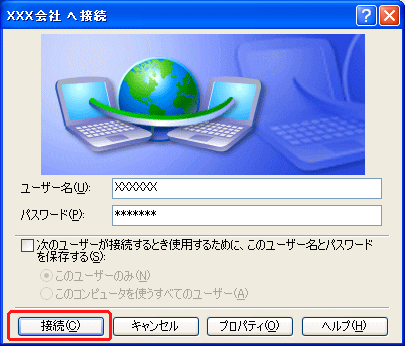 XXX会社 へ接続
ユーザー名(U):
XXXXXXX
パスワード(P):
*******
次のユーザーが接続するとき使用するために、このユーザー名とパスワード
を保存する(S):
このユーザーのみ(N)
このコンピュータを使うすべてのユーザー(A)
接続(C) キャンセル プロパティ(O) ヘルプ(H)